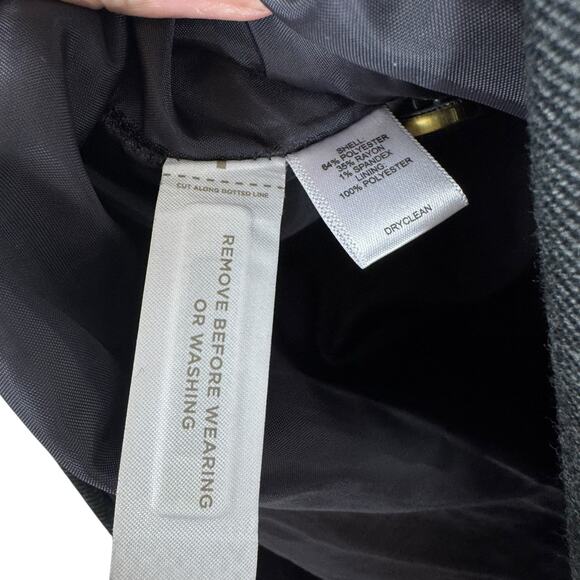 SHELL:
64% POLYESTER
35% RAYON
1% SPANDEX
LINING:
100% POLYESTER
DRYCLEAN
CUT ALONG DOTTED LINE
REMOVE BEFORE WEARING
OR WASHING